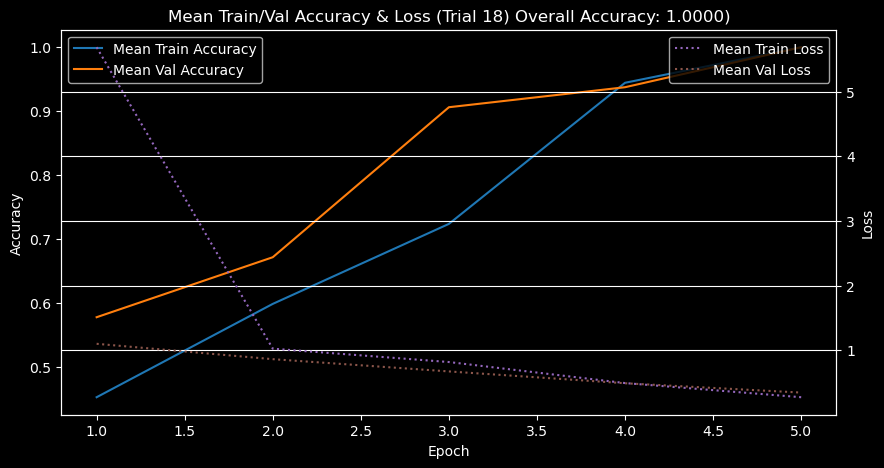 Mean Train/Val Accuracy & Loss (Trial 18) Overall Accuracy: 1.0000)
Mean Train Accuracy
Mean Val Accuracy
Mean Train Loss
Mean Val Loss
Accuracy
1.0
0.9
0.8
0.7
0.6
0.5
5
4
3
2
1
Loss
1.0 1.5 2.0 2.5 3.0 3.5 4.0 4.5 5.0
Epoch